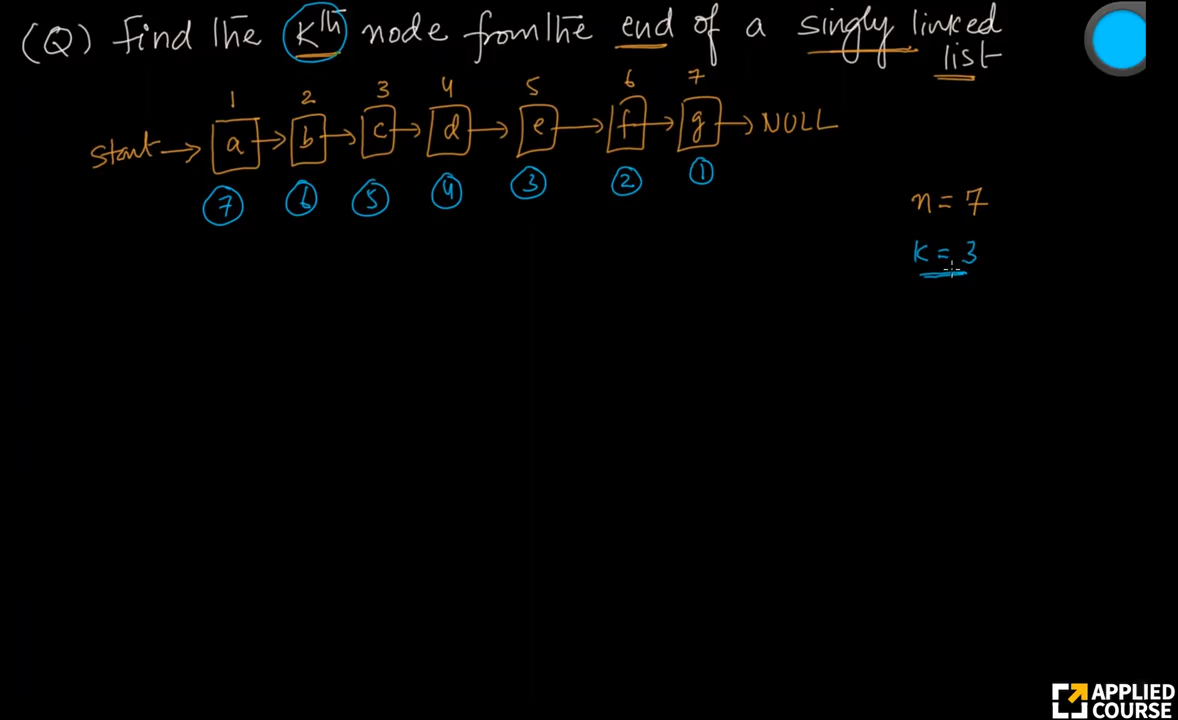 (Q) Find the Kth node from the end of a singly linked
list
1 2 3 4 5 6 7
Start → a → b → c → d → e → f → g → NULL
7 6 5 4 3 2 1
n = 7
K = 3
APPLIED
COURSE